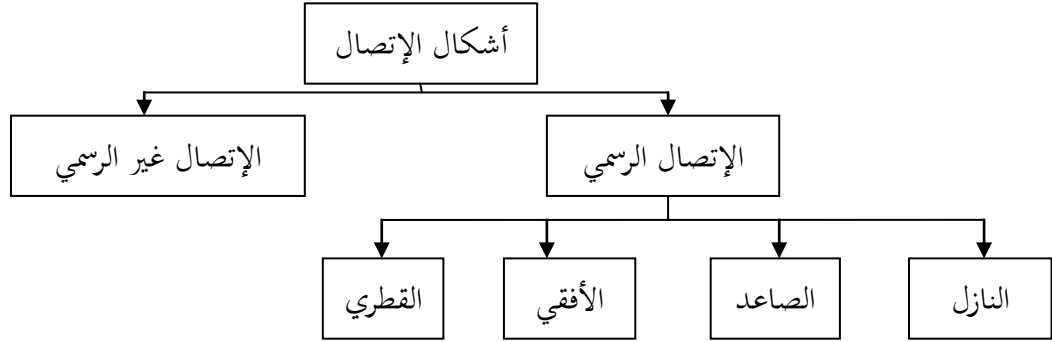 أشكال الإتصال
الإتصال الرسمي
الإتصال غير الرسمي
النازل
الصاعد
الأفقي
القطري